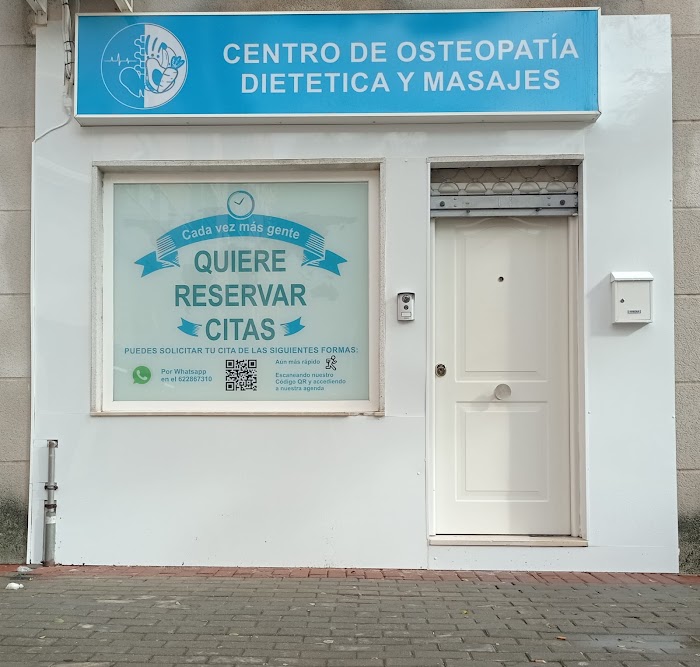 CENTRO DE OSTEOPATÍA
DIETETICA Y MASAJES
Cada vez más gente
QUIERE
RESERVAR
CITAS
PUEDES SOLICITAR TU CITA DE LAS SIGUIENTES FORMAS:
Por Whatsapp
en el 622867310
Aún más rápido
Escaneando nuestro
Código QR y accediendo
a nuestra agenda